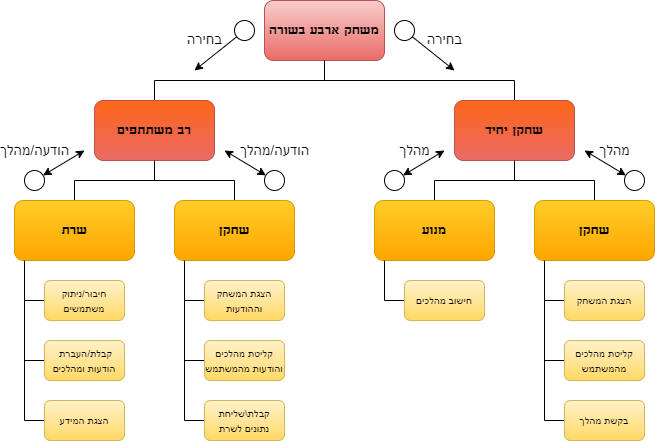 משחק ארבע בשורה
בחירה
בחירה
שחקן יחיד
רב משתתפים
מהלך
מהלך
הודעה/מהלך
הודעה/מהלך
שחקן
מנוע
שחקן
שרת
הצגת המשחק
חישוב מהלכים
הצגת המשחק
וההודעות
חיבור/ניתוק
משתמשים
קליטת מהלכים
מהמשתמש
קליטת מהלכים
והודעות מהמשתמש
קבלת/העברת
הודעות ומהלכים
בקשת מהלך
קבלת\שליחת
נתונים לשרת
הצגת המידע